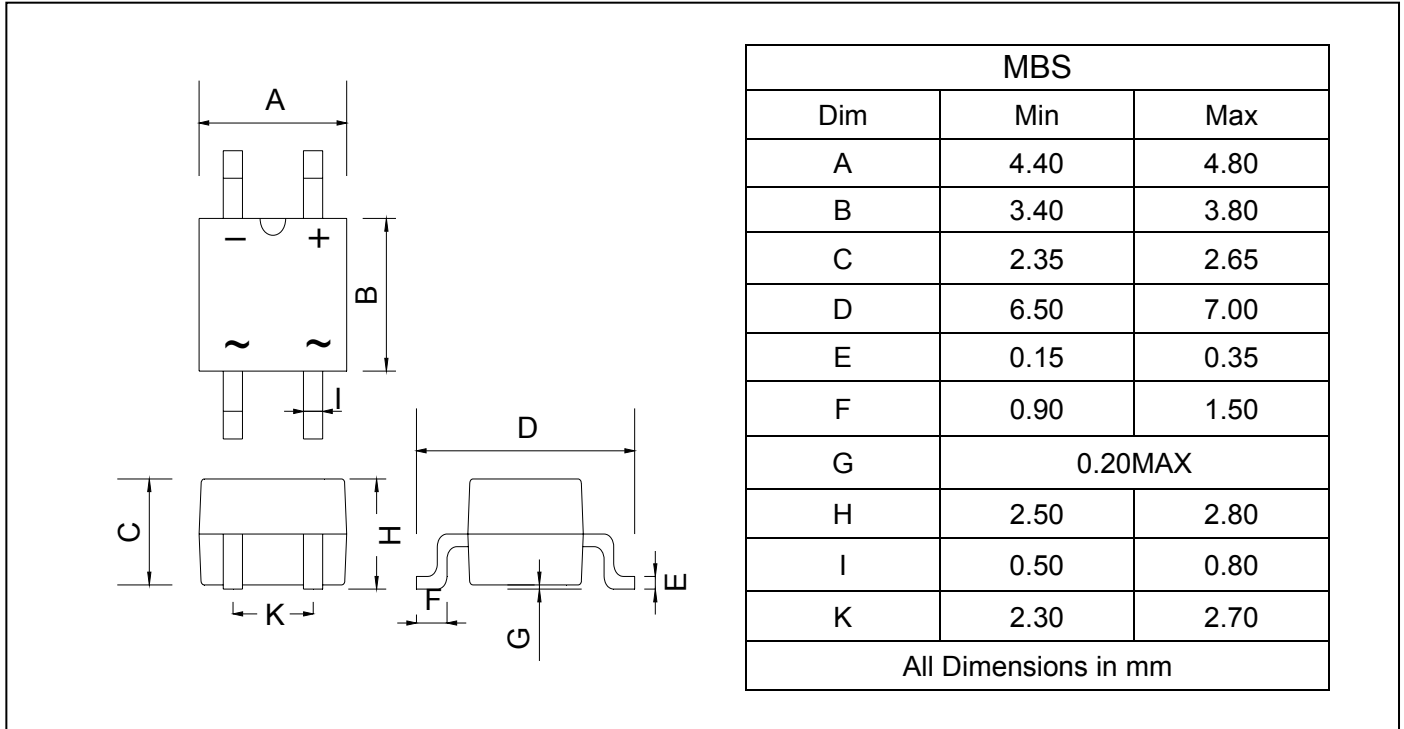 A
− +
B
~ ~
I
D
C
H
E
F
K
G
MBS
Dim Min Max
A 4.40 4.80
B 3.40 3.80
C 2.35 2.65
D 6.50 7.00
E 0.15 0.35
F 0.90 1.50
G 0.20MAX
H 2.50 2.80
I 0.50 0.80
K 2.30 2.70
All Dimensions in mm